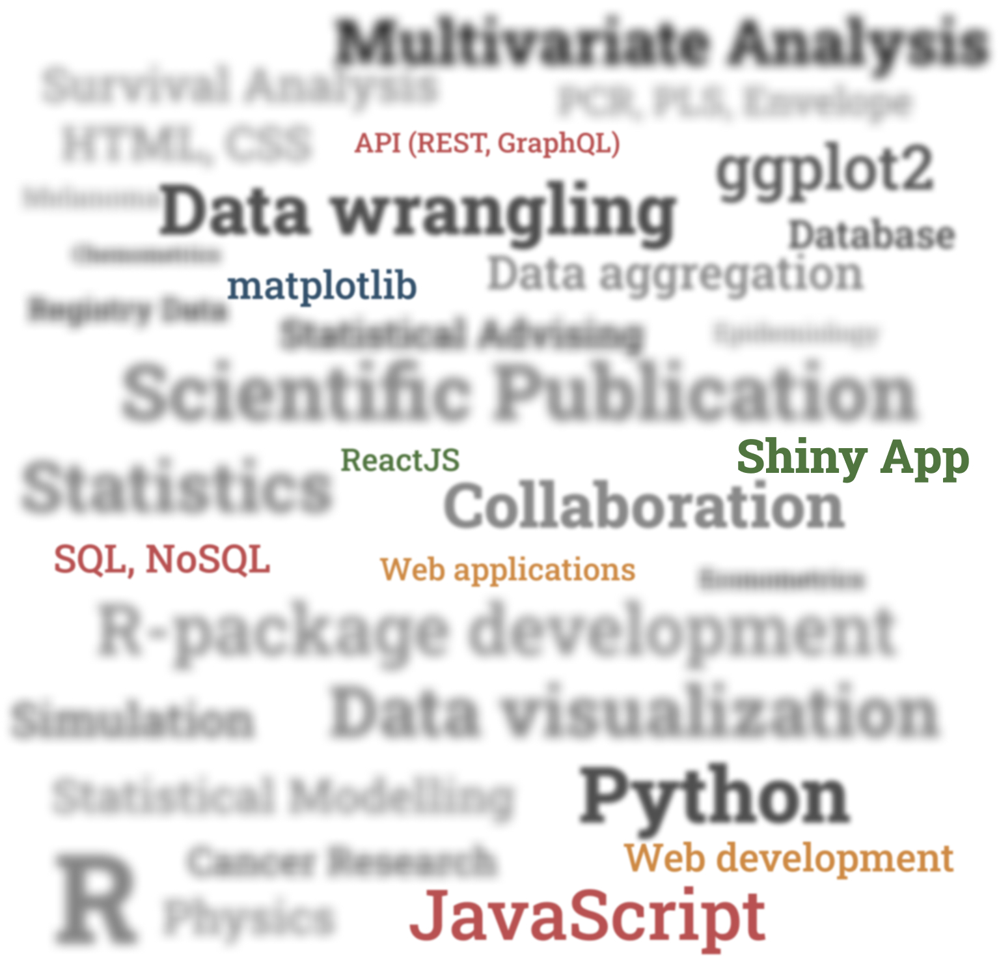 Multivariate Analysis
Survival Analysis
PCR, PLS, Envelope
HTML, CSS
API (REST, GraphQL)
ggplot2
Melanoma
Data wrangling
Database
Chemometrics
Data aggregation
matplotlib
Registry Data
Statistical Advising
Epidemiology
Scientific Publication
Shiny App
ReactJS
Statistics
Collaboration
SQL, NoSQL
Web applications
Econometrics
R-package development
Data visualization
Simulation
Python
Statistical Modelling
Web development
Cancer Research
R
Physics
JavaScript